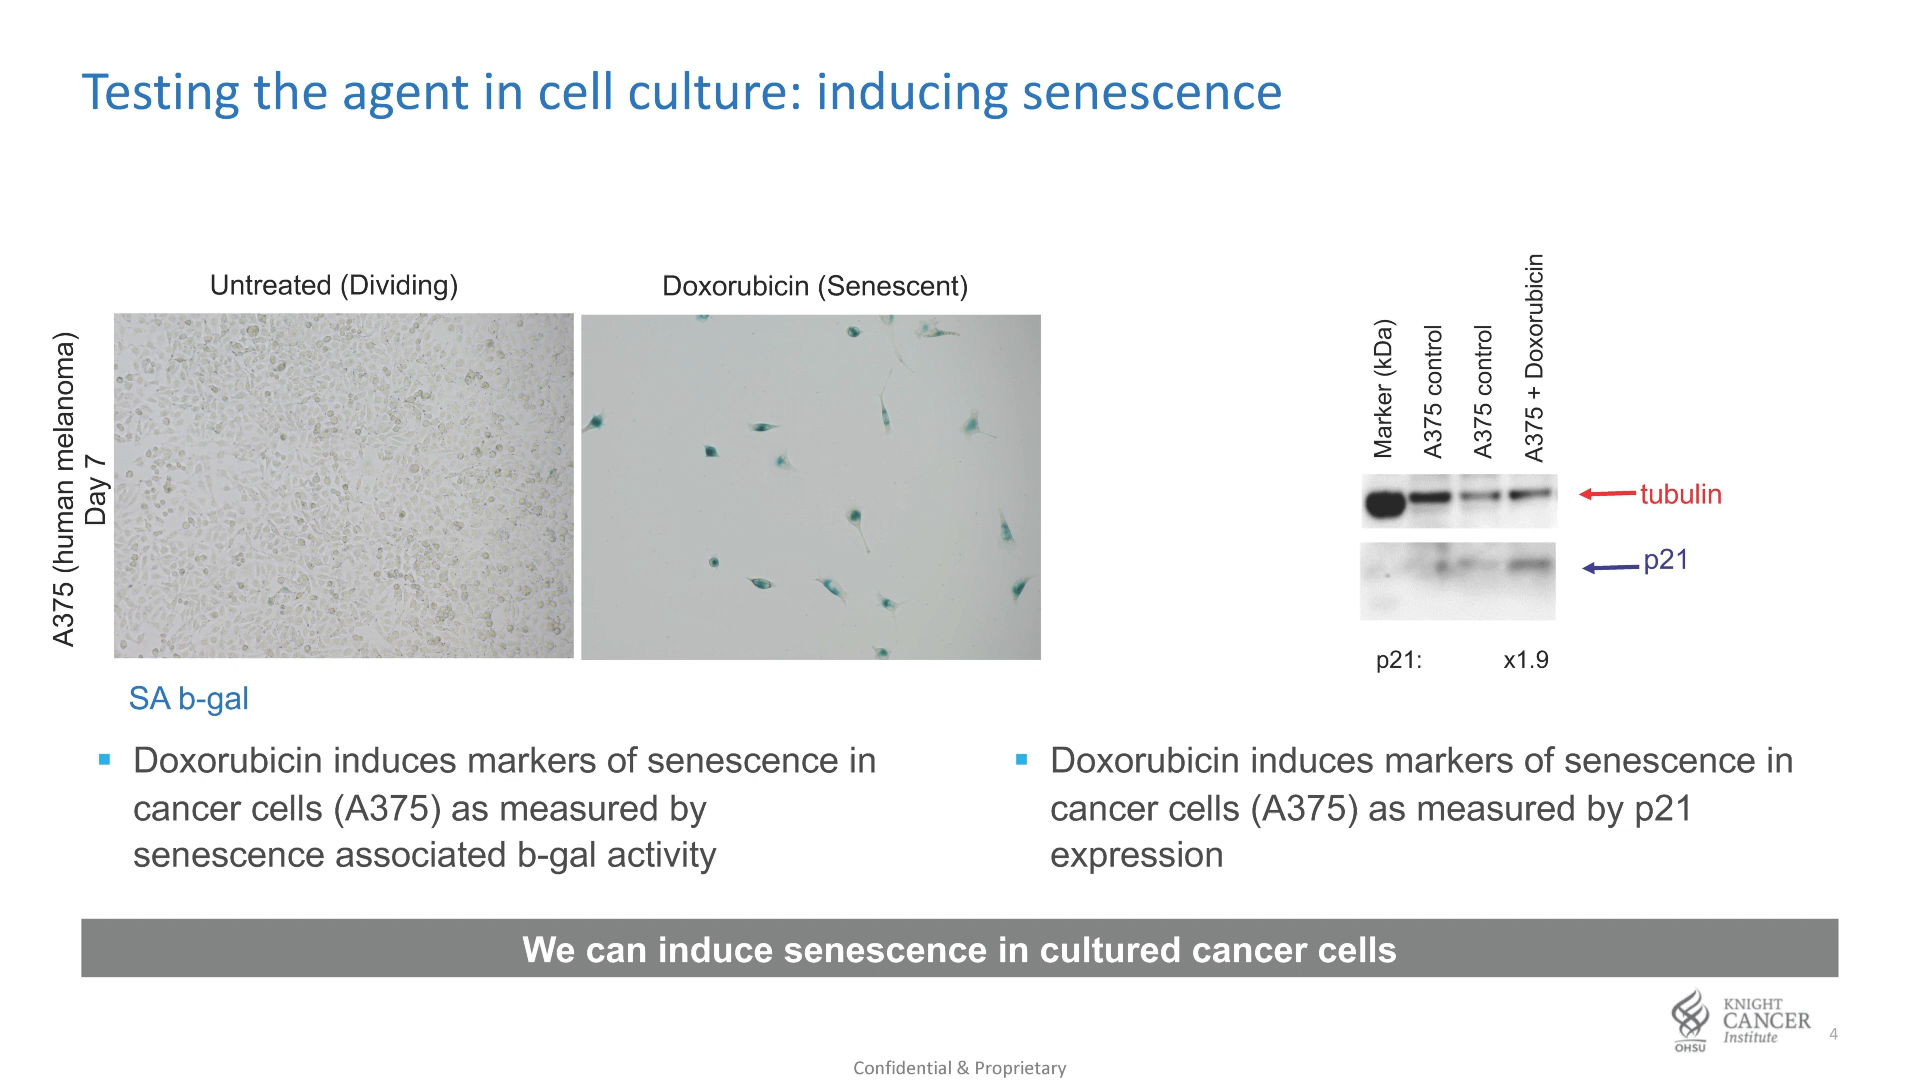 Testing the agent in cell culture: inducing senescence
Untreated (Dividing)
Doxorubicin (Senescent)
A375 (human melanoma)
Day 7
SA b-gal
Marker (kDa)
A375 control
A375 control
A375 + Doxorubicin
tubulin
p21
p21:
x1.9
▪ Doxorubicin induces markers of senescence in
cancer cells (A375) as measured by
senescence associated b-gal activity
▪ Doxorubicin induces markers of senescence in
cancer cells (A375) as measured by p21
expression
We can induce senescence in cultured cancer cells
KNIGHT
CANCER
Institute
OHSU
4
Confidential & Proprietary